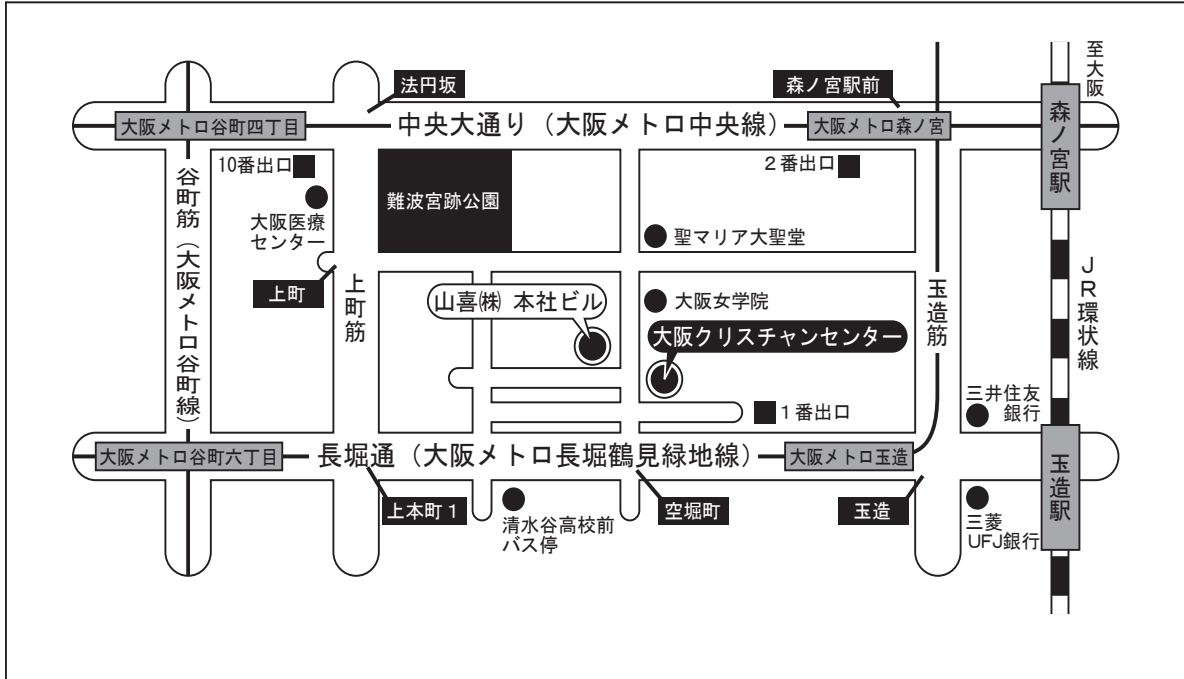 至大阪
法円坂
森ノ宮駅前
大阪メトロ谷町四丁目
中央大通り（大阪メトロ中央線）
大阪メトロ森ノ宮
森ノ宮駅
10番出口
2番出口
谷町筋（大阪メトロ谷町線）
難波宮跡公園
大阪医療
センター
聖マリア大聖堂
上町
上町筋
山喜㈱ 本社ビル
大阪女学院
玉造筋
JR環状線
大阪クリスチャンセンター
三井住友
銀行
1番出口
大阪メトロ谷町六丁目
長堀通（大阪メトロ長堀鶴見緑地線）
大阪メトロ玉造
玉造駅
上本町1
清水谷高校前
バス停
空堀町
玉造
三菱
UFJ銀行